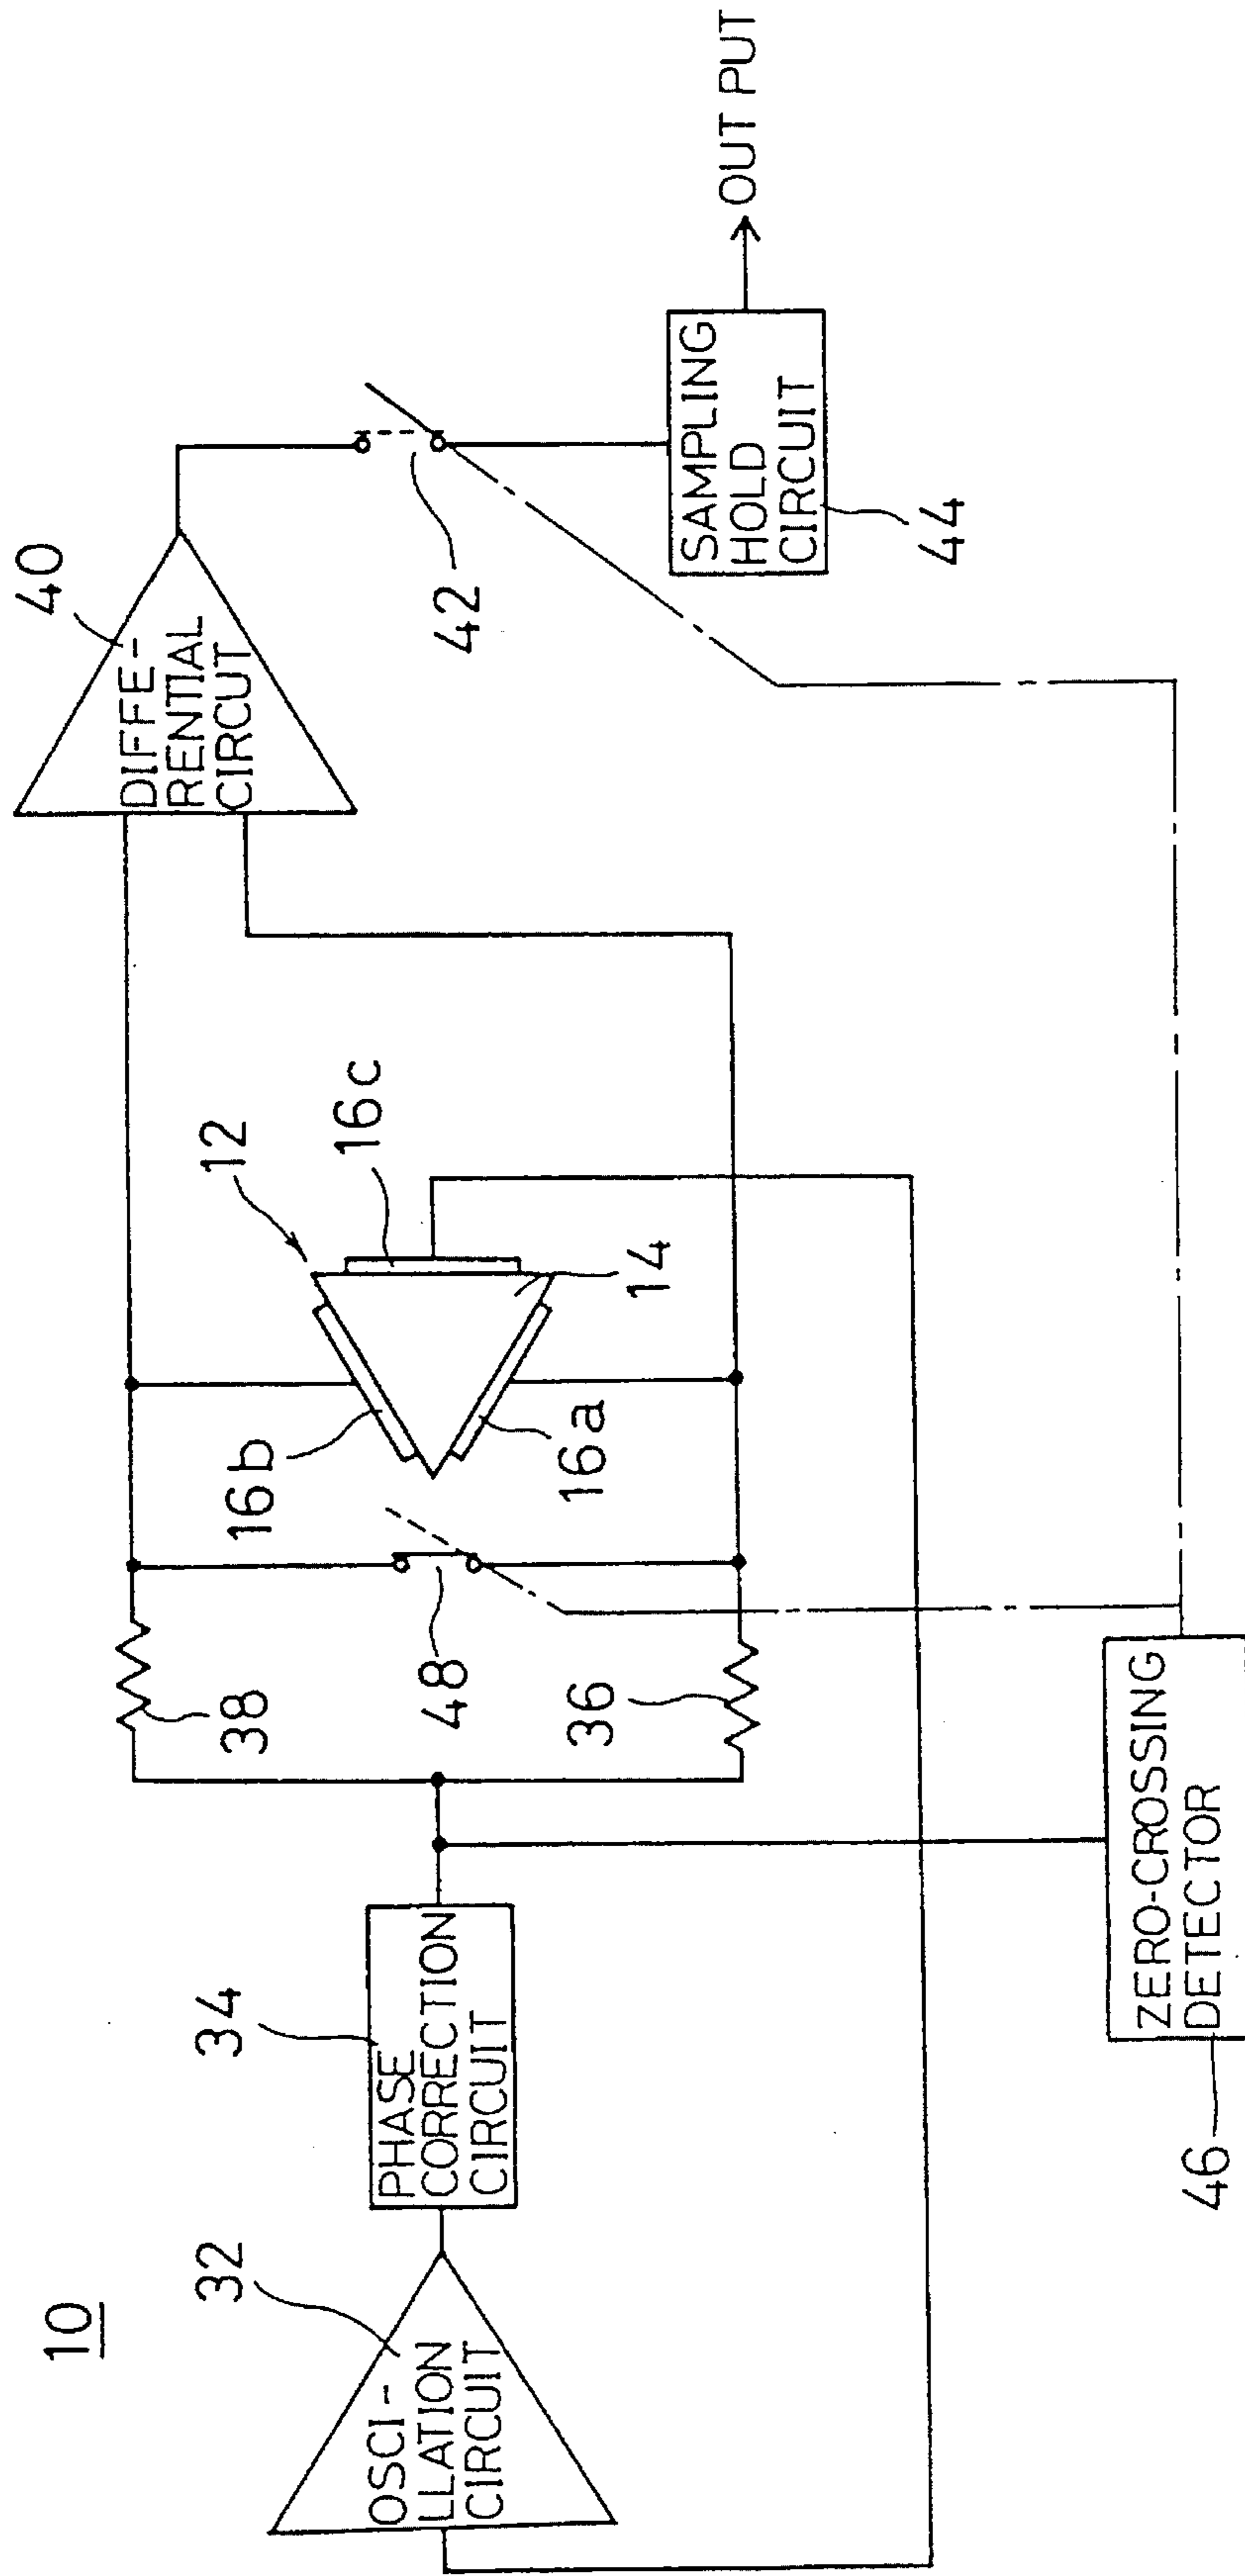 10
32
OSCI-
LLATION
CIRCUIT
34
PHASE
CORRECTION
CIRCUIT
38
48
36
16b
16a
12
16c
14
40
DIFFE-
RENTIAL
CIRCUT
42
SAMPLING
HOLD
CIRCUIT
44
OUT PUT
ZERO-CROSSING
DETECTOR
46